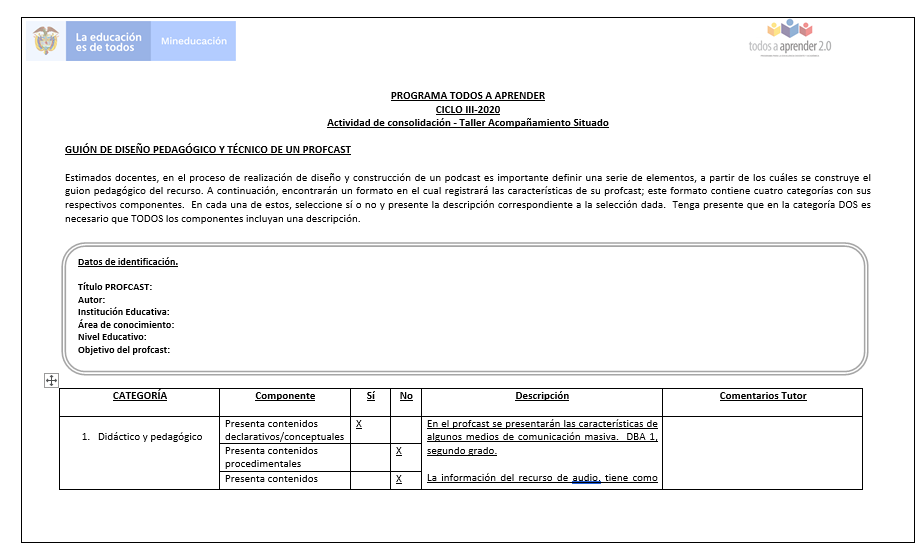 La educación
es de todos
Mineducación
todos a aprender 2.0
PROGRAMA TODOS A APRENDER
CICLO III-2020
Actividad de consolidación - Taller Acompañamiento Situado
GUIÓN DE DISEÑO PEDAGÓGICO Y TÉCNICO DE UN PROFCAST
Estimados docentes, en el proceso de realización de diseño y construcción de un podcast es importante definir una serie de elementos, a partir de los cuáles se construye el
guion pedagógico del recurso. A continuación, encontrarán un formato en el cual registrará las características de su profcast; este formato contiene cuatro categorías con sus
respectivos componentes. En cada una de estos, seleccione sí o no y presente la descripción correspondiente a la selección dada. Tenga presente que en la categoría DOS es
necesario que TODOS los componentes incluyan una descripción.
Datos de identificación.
Título PROFCAST:
Autor:
Institución Educativa:
Área de conocimiento:
Nivel Educativo:
Objetivo del profcast:
CATEGORÍA Componente Sí No Descripción Comentarios Tutor
1. Didáctico y pedagógico
Presenta contenidos
declarativos/conceptuales
X
Presenta contenidos
procedimentales
X
Presenta contenidos
X
En el profcast se presentarán las características de
algunos medios de comunicación masiva. DBA 1,
segundo grado.
La información del recurso de audio, tiene como